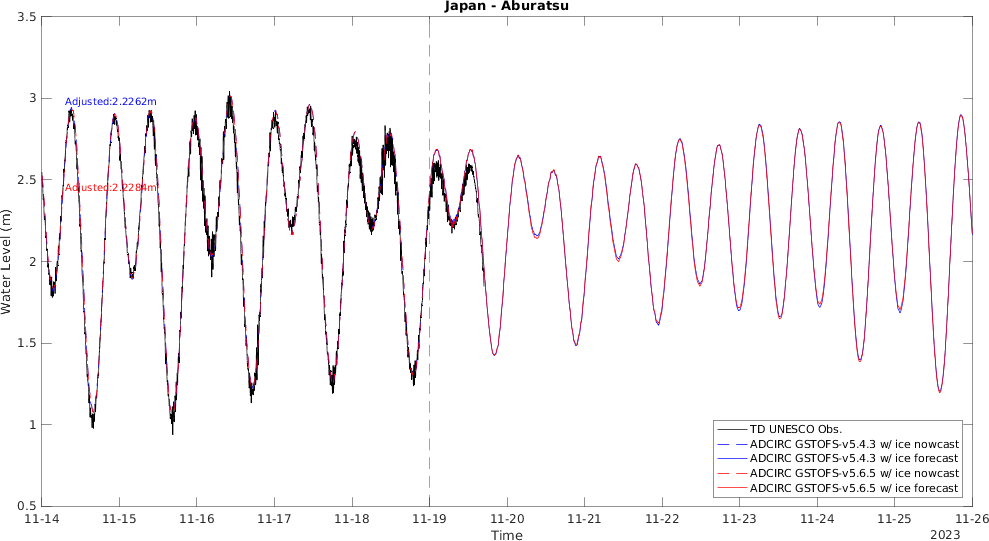 Japan - Aburatsu
3.5
3
2.5
2
1.5
1
0.5
Water Level (m)
Adjusted:2.2262m
Adjusted:2.2284m
TD UNESCO Obs.
ADCIRC GSTOFS-v5.4.3 w/ ice nowcast
ADCIRC GSTOFS-v5.4.3 w/ ice forecast
ADCIRC GSTOFS-v5.6.5 w/ ice nowcast
ADCIRC GSTOFS-v5.6.5 w/ ice forecast
11-14 11-15 11-16 11-17 11-18 11-19 11-20 11-21 11-22 11-23 11-24 11-25 11-26
Time
2023